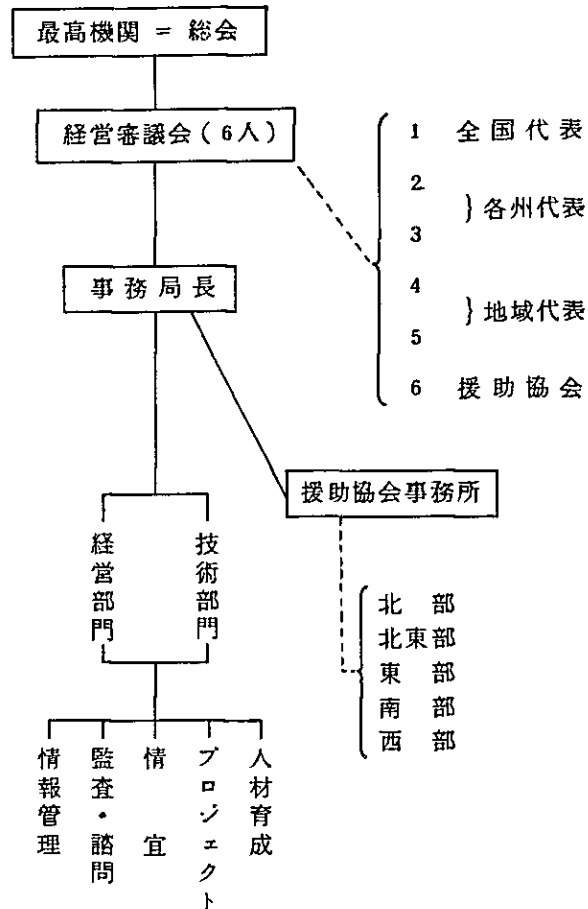 最高機関 = 総会
経営審議会(6人)
1 全国代表
2
} 各州代表
3
4
} 地域代表
5
6 援助協会
事務局長
援助協会事務所
経営部門
技術部門
北部
北東部
東部
南部
西部
情報管理
監査・諮問
情宜
プロジェクト
人材育成